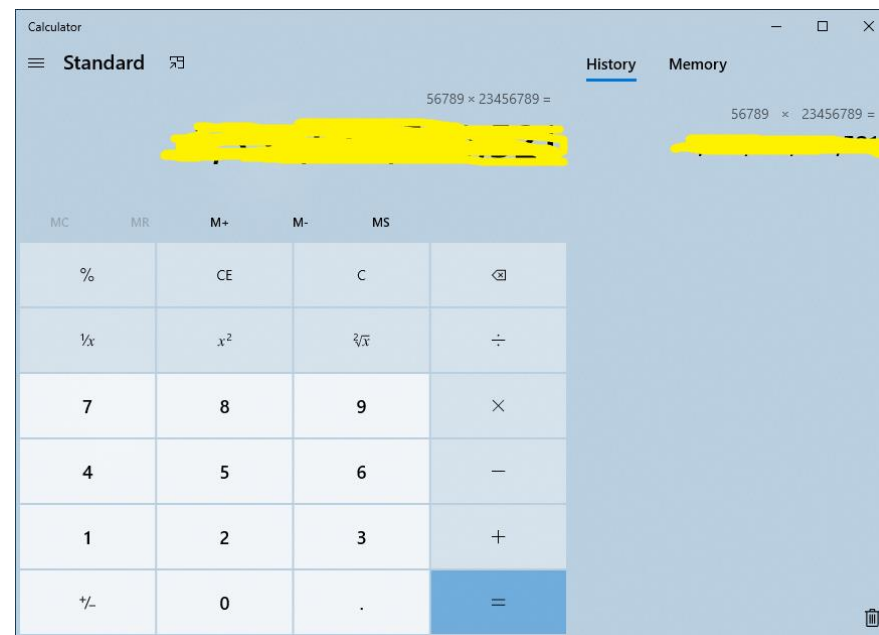 Calculator
Standard
History Memory
56789 × 23456789 =
56789 × 23456789 =
MC MR M+ M- MS
% CE C
¹/x x² ²√x ÷
7 8 9 ×
4 5 6 −
1 2 3 +
+/− 0 . =